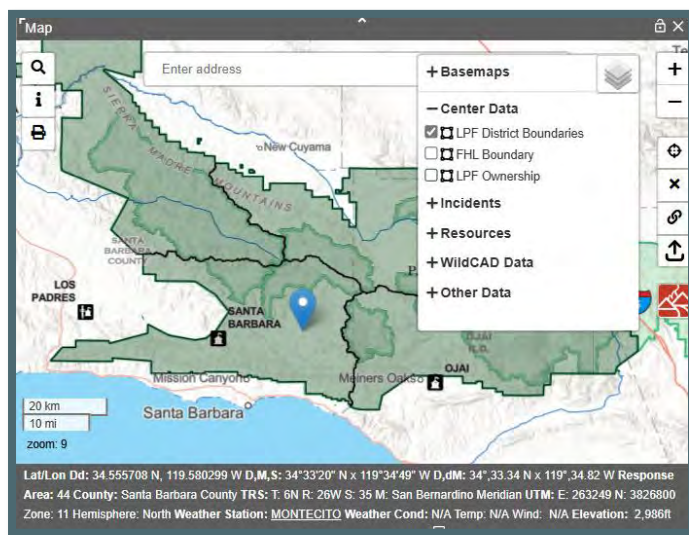 Map
Enter address
+ Basemaps
− Center Data
LPF District Boundaries
FHL Boundary
LPF Ownership
+ Incidents
+ Resources
+ WildCAD Data
+ Other Data
Te
SIERRA MADRE MOUNTAINS
New Cuyama
SANTA
BARBARA
COUNTY
LOS
PADRES
SANTA
BARBARA
P
OJAI
R.D.
OJAI
Mission Canyon
Meiners Oaks
Santa Barbara
20 km
10 mi
zoom: 9
Lat/Lon Dd: 34.555708 N, 119.580299 W D,M,S: 34°33'20" N x 119°34'49" W D,dM: 34°,33.34 N x 119°,34.82 W Response
Area: 44 County: Santa Barbara County TRS: T: 6N R: 26W S: 35 M: San Bernardino Meridian UTM: E: 263249 N: 3826800
Zone: 11 Hemisphere: North Weather Station: MONTECITO Weather Cond: N/A Temp: N/A Wind: N/A Elevation: 2,986ft